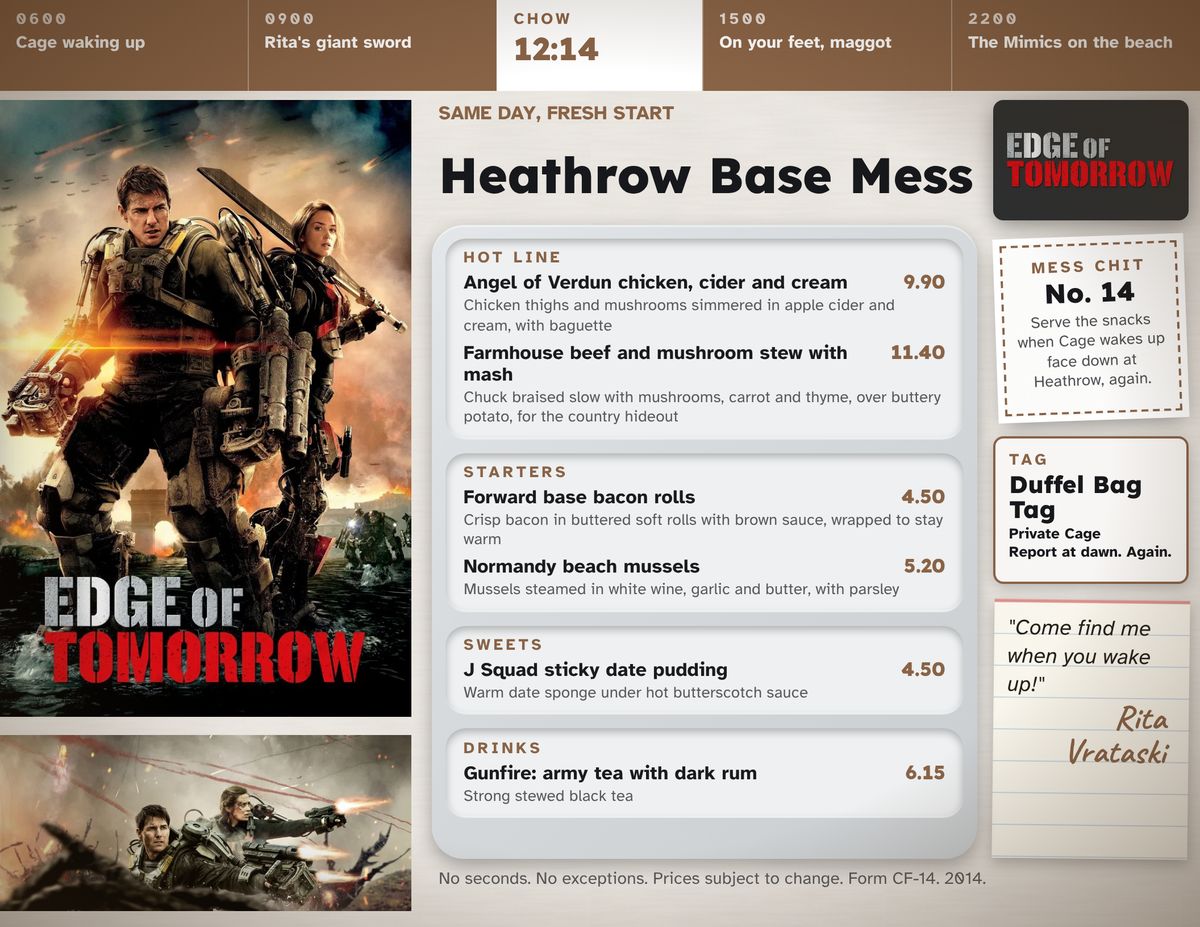 0600
Cage waking up
0900
Rita's giant sword
CHOW
12:14
1500
On your feet, maggot
2200
The Mimics on the beach
EDGE OF
TOMORROW
SAME DAY, FRESH START
Heathrow Base Mess
HOT LINE
Angel of Verdun chicken, cider and cream 9.90
Chicken thighs and mushrooms simmered in apple cider and
cream, with baguette
Farmhouse beef and mushroom stew with 11.40
mash
Chuck braised slow with mushrooms, carrot and thyme, over buttery
potato, for the country hideout
STARTERS
Forward base bacon rolls 4.50
Crisp bacon in buttered soft rolls with brown sauce, wrapped to stay
warm
Normandy beach mussels 5.20
Mussels steamed in white wine, garlic and butter, with parsley
SWEETS
J Squad sticky date pudding 4.50
Warm date sponge under hot butterscotch sauce
DRINKS
Gunfire: army tea with dark rum 6.15
Strong stewed black tea
No seconds. No exceptions. Prices subject to change. Form CF-14. 2014.
EDGE OF
TOMORROW
MESS CHIT
No. 14
Serve the snacks
when Cage wakes up
face down at
Heathrow, again.
TAG
Duffel Bag
Tag
Private Cage
Report at dawn. Again.
"Come find me
when you wake
up!"
Rita
Vrataski